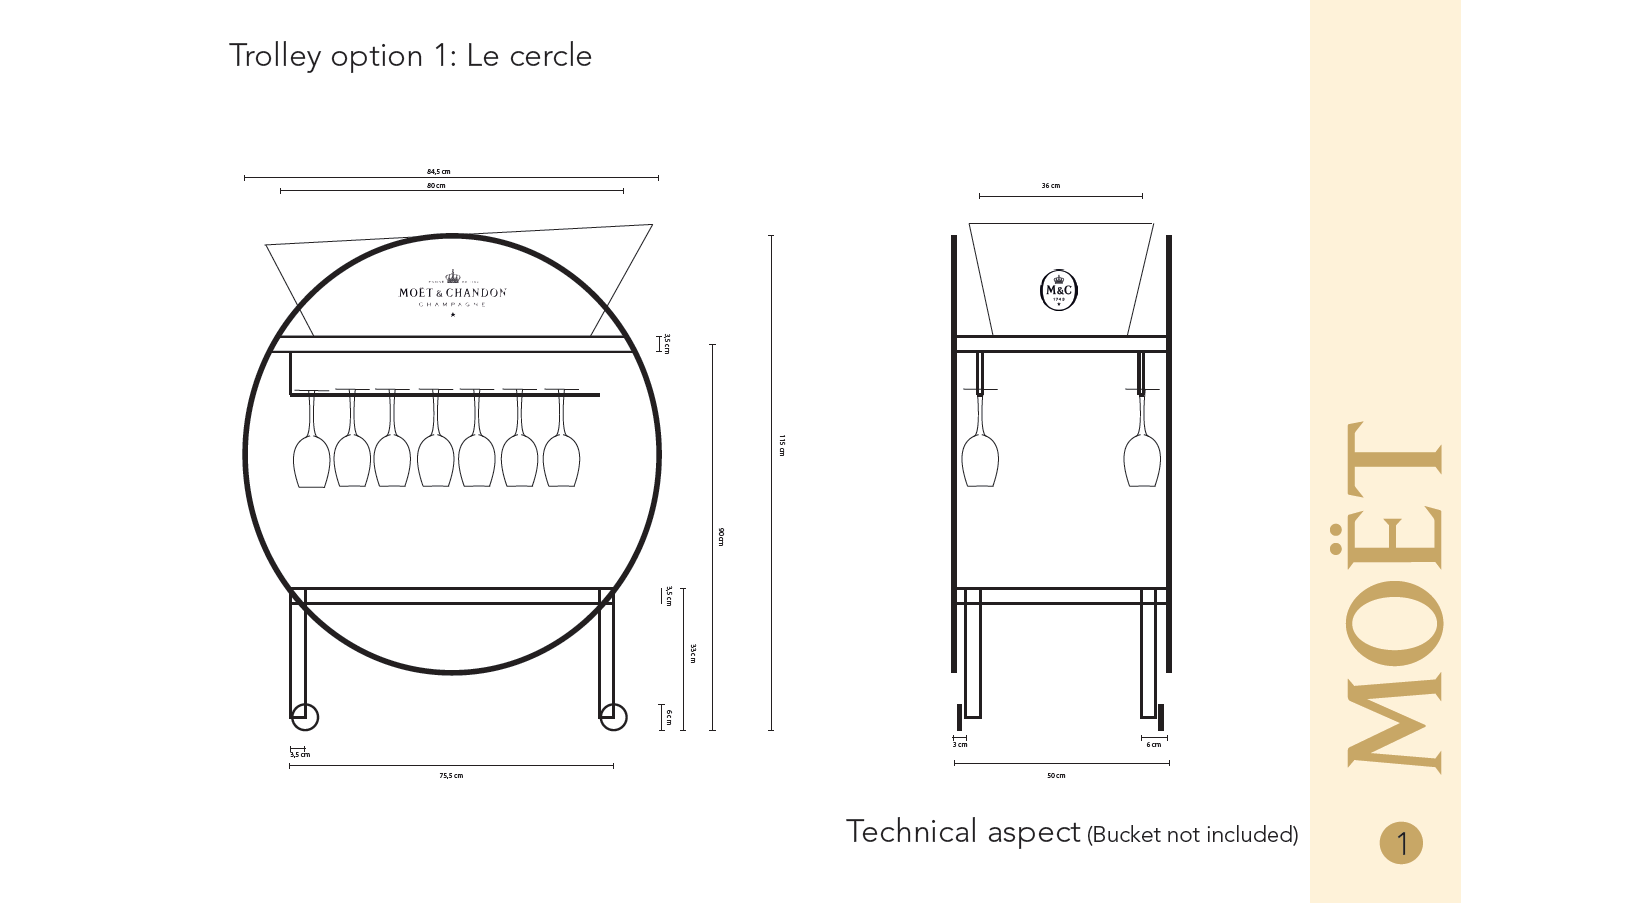 Trolley option 1: Le cercle
84,5 cm
80 cm
36 cm
MOËT & CHANDON
CHAMPAGNE
M&C
1743
3,5 cm
115 cm
90cm
3,5 cm
33cm
6cm
3,5 cm
75,5 cm
3 cm
6 cm
50 cm
Technical aspect (Bucket not included)
MOËT
1